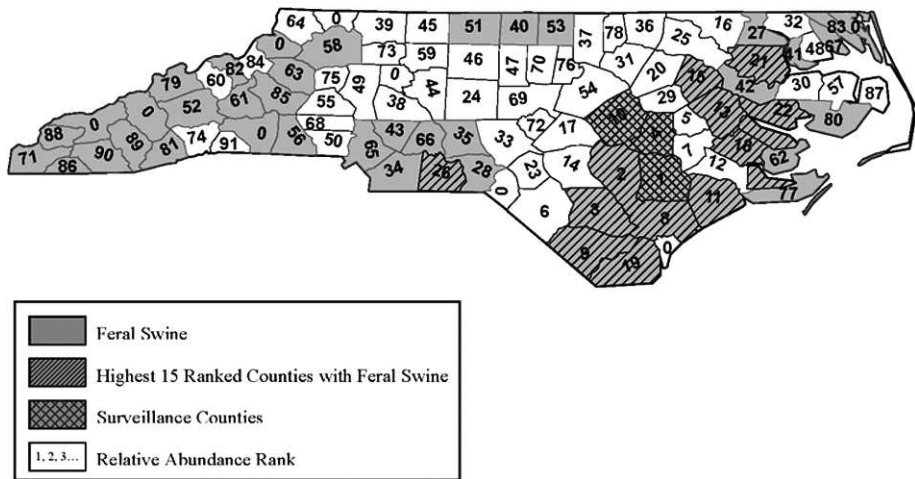 64 0 39 45 51 40 53 37 78 36 25 16 27 32 83 0
0 58 73 59 46 47 70 76 31 20 15 21 41 48 67
79 60 82 84 63 75 49 0 44 54 42 30 57 87
88 0 0 52 61 85 55 38 24 69 29 13 22 80
71 86 90 89 81 74 91 0 56 68 50 43 66 35 33 72 17 10 4 5 18 62
65 34 26 28 23 14 2 1 7 12 11 77
0 6 3 8
9 19 0
Feral Swine
Highest 15 Ranked Counties with Feral Swine
Surveillance Counties
1, 2, 3... Relative Abundance Rank